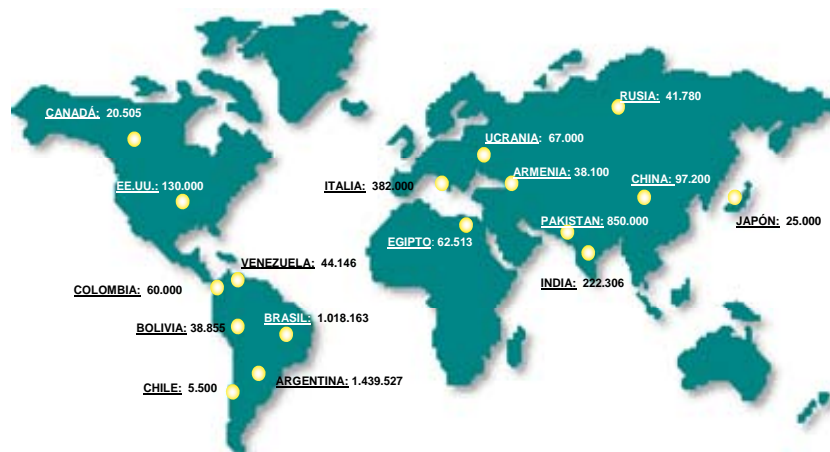 CANADÁ: 20.505
RUSIA: 41.780
UCRANIA: 67.000
EE.UU.: 130.000
ITALIA: 382.000
ARMENIA: 38.100
CHINA: 97.200
PAKISTAN: 850.000
JAPÓN: 25.000
EGIPTO: 62.513
VENEZUELA: 44.146
INDIA: 222.306
COLOMBIA: 60.000
BRASIL: 1.018.163
BOLIVIA: 38.855
CHILE: 5.500
ARGENTINA: 1.439.527